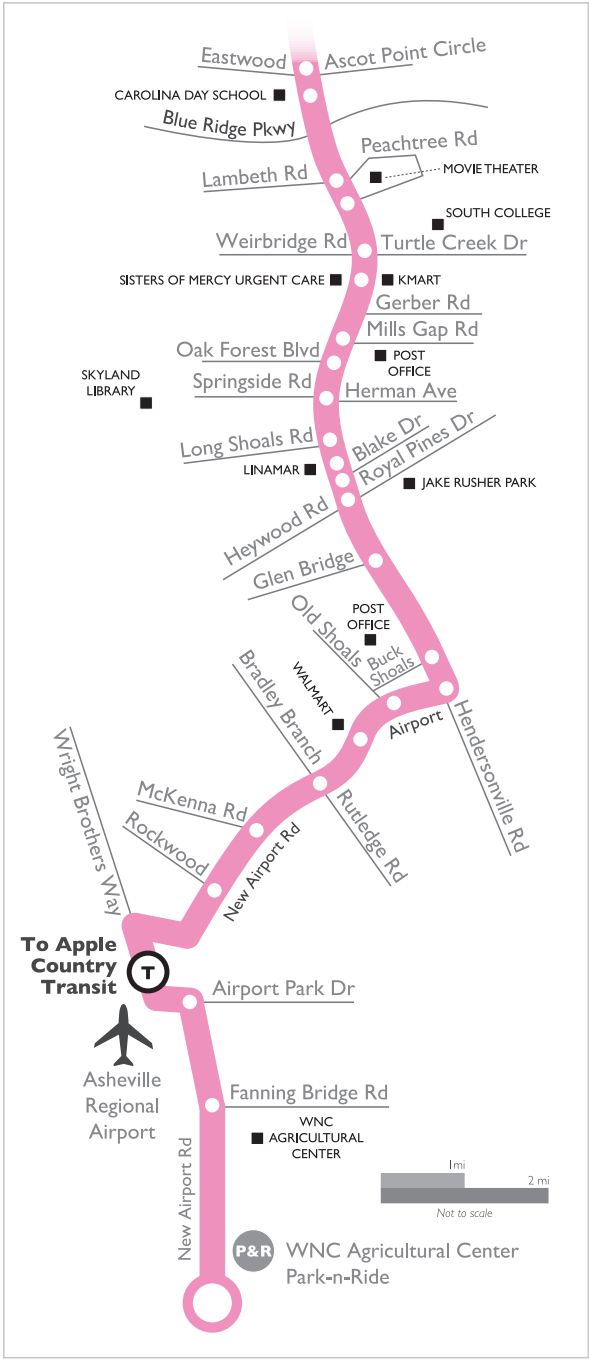 Eastwood
Ascot Point Circle
CAROLINA DAY SCHOOL
Blue Ridge Pkwy
Peachtree Rd
Lambeth Rd
MOVIE THEATER
SOUTH COLLEGE
Weirbridge Rd
Turtle Creek Dr
SISTERS OF MERCY URGENT CARE
KMART
Gerber Rd
Mills Gap Rd
Oak Forest Blvd
POST
OFFICE
SKYLAND
LIBRARY
Springside Rd
Herman Ave
Long Shoals Rd
Blake Dr
Royal Pines Dr
LINAMAR
JAKE RUSHER PARK
Heywood Rd
Glen Bridge
Old Shoals
POST
OFFICE
Buck
Shoals
Bradley Branch
WALMART
Airport
Hendersonville Rd
Wright Brothers Way
McKenna Rd
Rutledge Rd
Rockwood
New Airport Rd
To Apple
Country
Transit
T
Airport Park Dr
Asheville
Regional
Airport
Fanning Bridge Rd
WNC
AGRICULTURAL
CENTER
New Airport Rd
1mi
2 mi
Not to scale
P&R
WNC Agricultural Center
Park-n-Ride